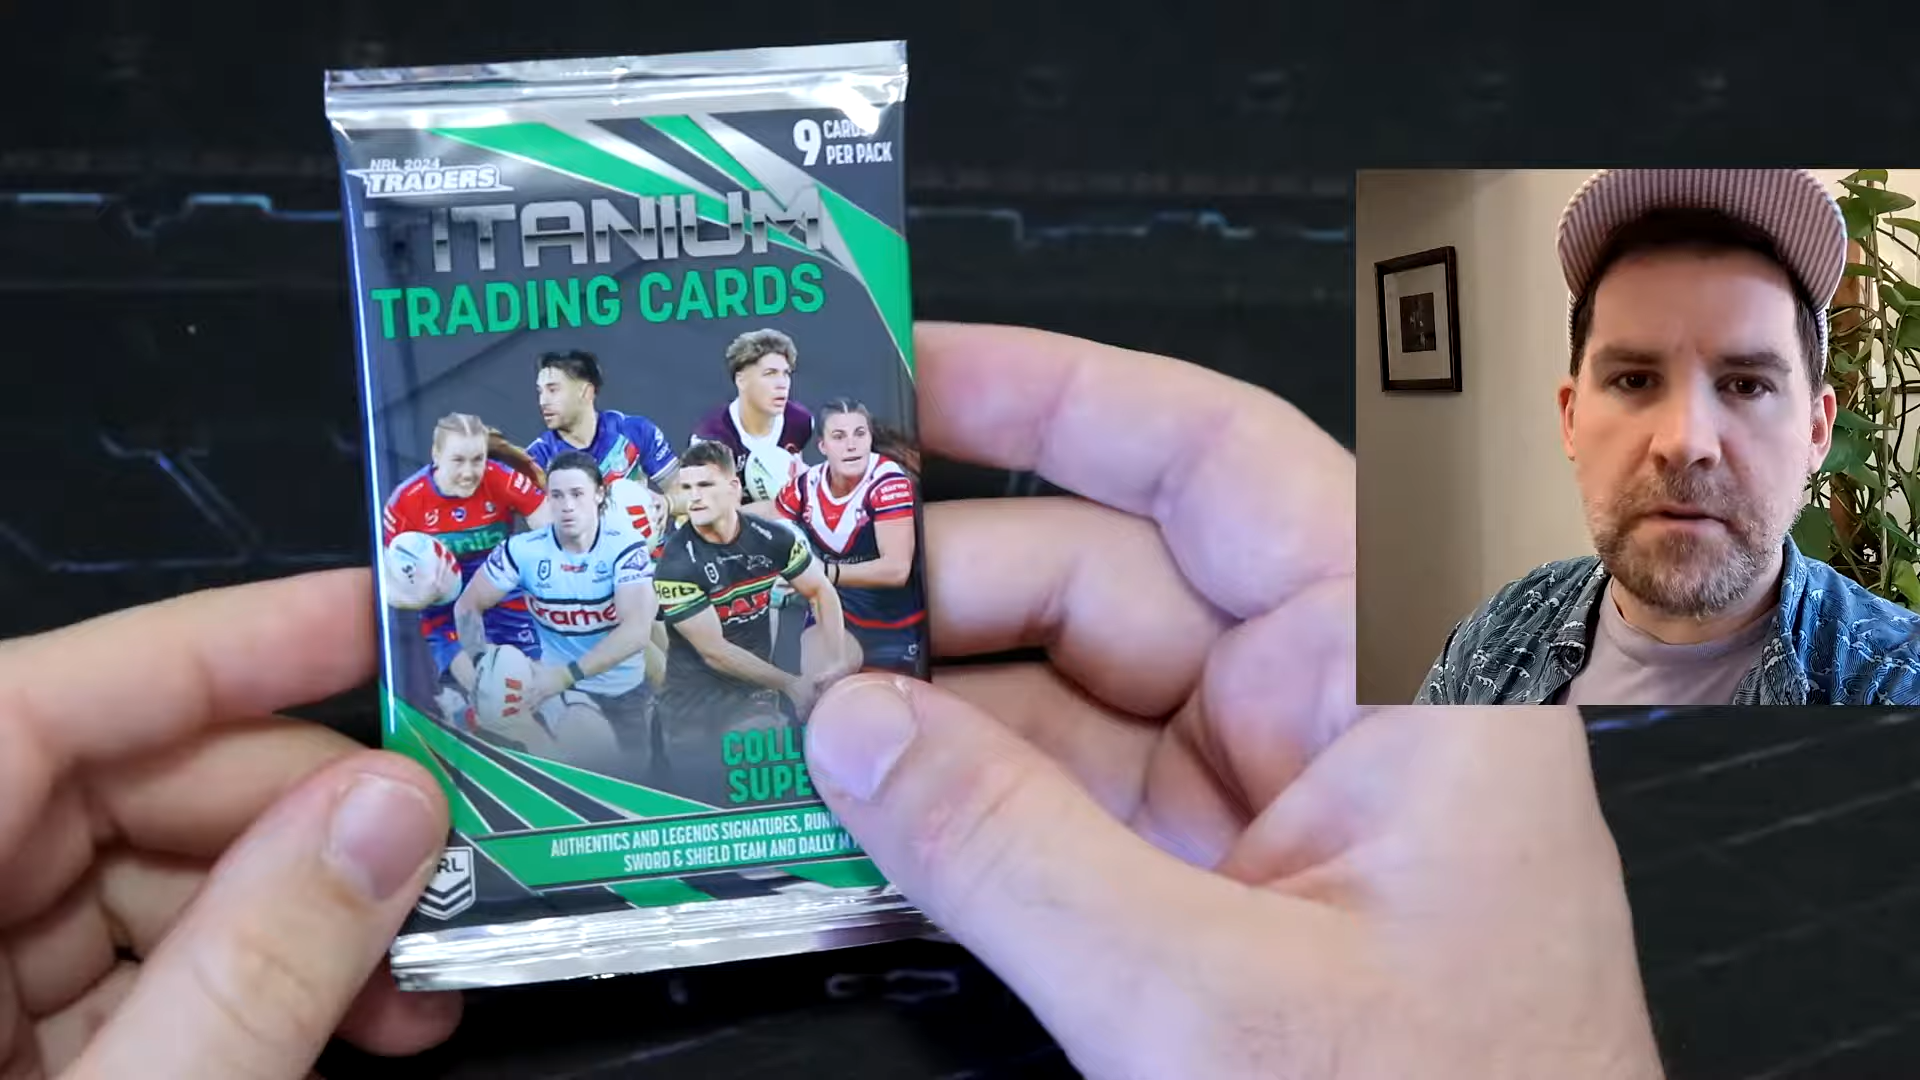 9 CARDS
PER PACK
NRL 2024
TRADERS
TITANIUM
TRADING CARDS
Hertz
AUTHENTICS AND LEGENDS SIGNATURES,
SWORD & SHIELD TEAM AND DALLY